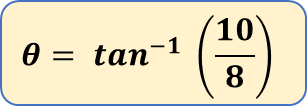 θ = tan⁻¹ (10/8)